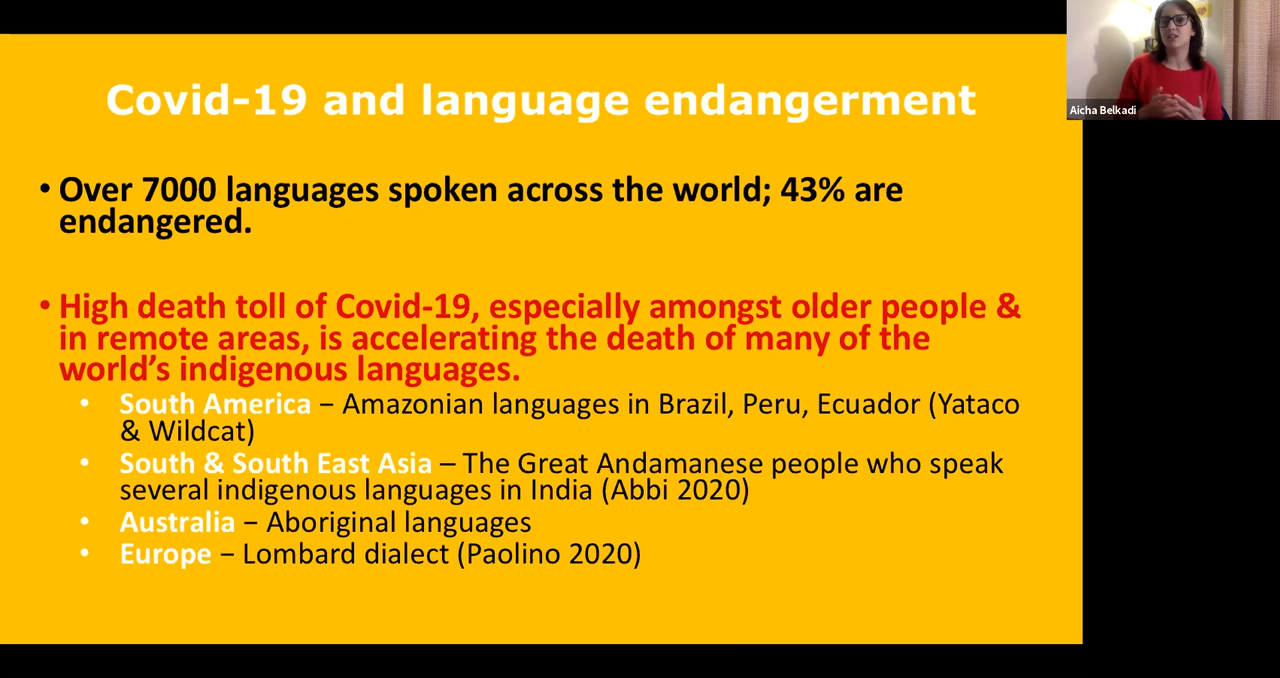 Covid-19 and language endangerment
Aicha Belkadi
• Over 7000 languages spoken across the world; 43% are
endangered.
• High death toll of Covid-19, especially amongst older people &
in remote areas, is accelerating the death of many of the
world’s indigenous languages.
• South America − Amazonian languages in Brazil, Peru, Ecuador (Yataco
& Wildcat)
• South & South East Asia – The Great Andamanese people who speak
several indigenous languages in India (Abbi 2020)
• Australia − Aboriginal languages
• Europe − Lombard dialect (Paolino 2020)